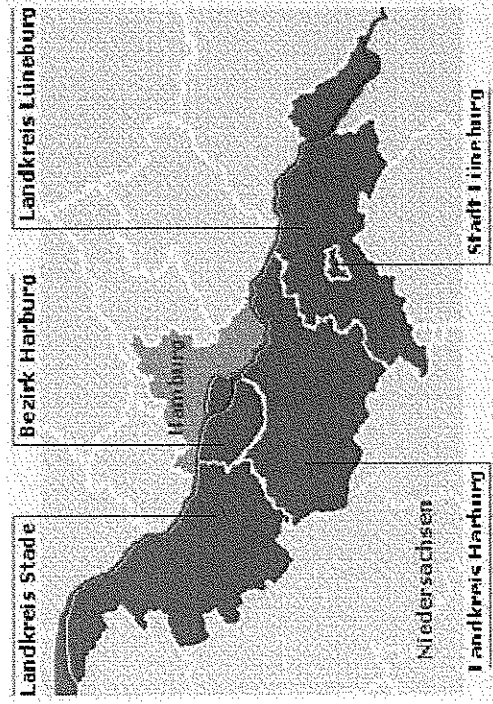 Landkreis Stade
Bezirk Harburg
Landkreis Lüneburg
Hamburg
Niedersachsen
Landkreis Harburg
Stadt Lüneburg